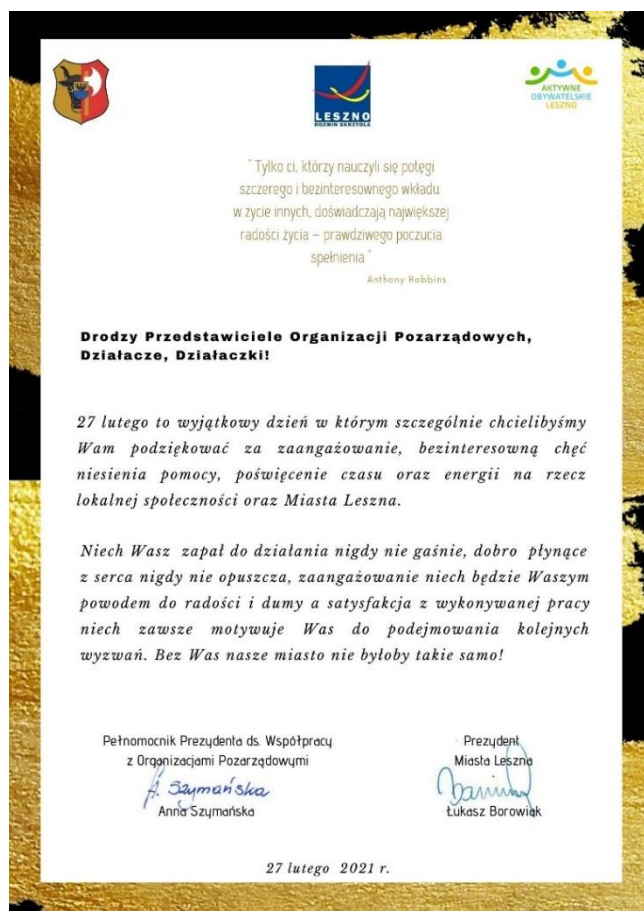 LESZNO
ROZWIŃ SKRZYDŁA
AKTYWNE
OBYWATELSKIE
LESZNO
"Tylko ci, którzy nauczyli się potęgi
szczerego i bezinteresownego wkładu
w życie innych, doświadczają największej
radości życia – prawdziwego poczucia
spełnienia"
Anthony Robbins
Drodzy Przedstawiciele Organizacji Pozarządowych,
Działacze, Działaczki!
27 lutego to wyjątkowy dzień w którym szczególnie chcielibyśmy
Wam podziękować za zaangażowanie, bezinteresowną chęć
niesienia pomocy, poświęcenie czasu oraz energii na rzecz
lokalnej społeczności oraz Miasta Leszna.
Niech Wasz zapał do działania nigdy nie gaśnie, dobro płynące
z serca nigdy nie opuszcza, zaangażowanie niech będzie Waszym
powodem do radości i dumy a satysfakcja z wykonywanej pracy
niech zawsze motywuje Was do podejmowania kolejnych
wyzwań. Bez Was nasze miasto nie byłoby takie samo!
Pełnomocnik Prezydenta ds. Współpracy
z Organizacjami Pozarządowymi
A. Szymańska
Anna Szymańska
Prezydent
Miasta Leszna
Łukasz Borowiak
27 lutego 2021 r.